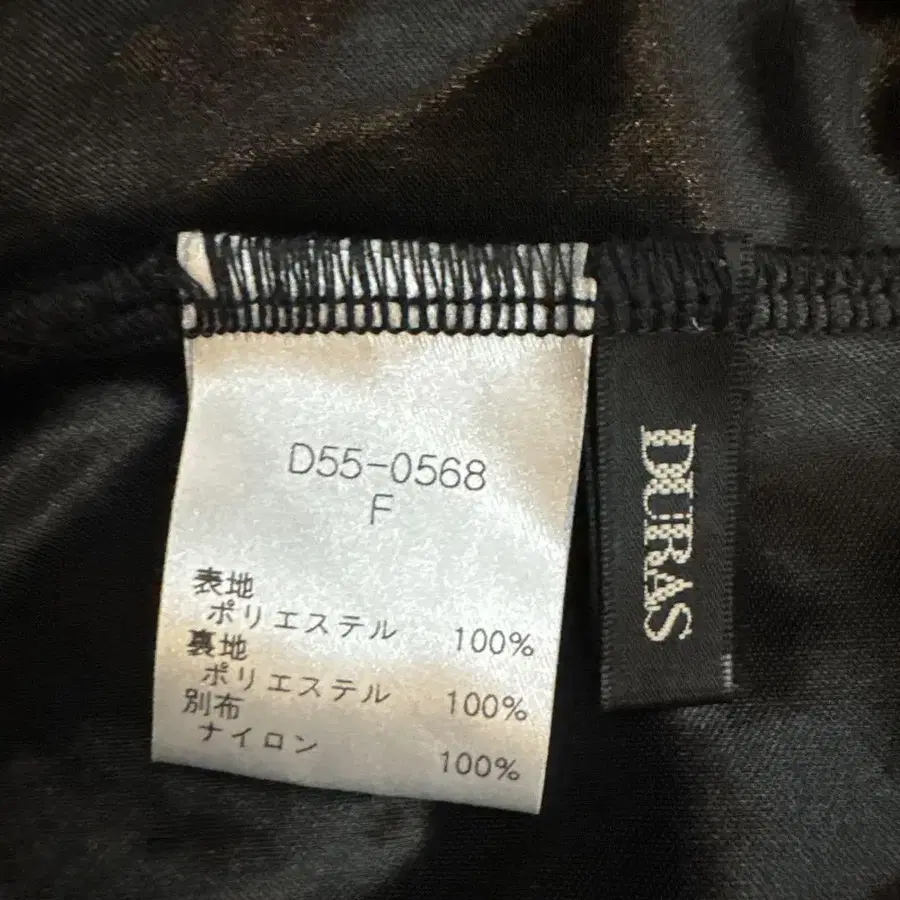 D55-0568
F
表地
ポリエステル 100%
裏地
ポリエステル 100%
別布
ナイロン 100%
DURAS